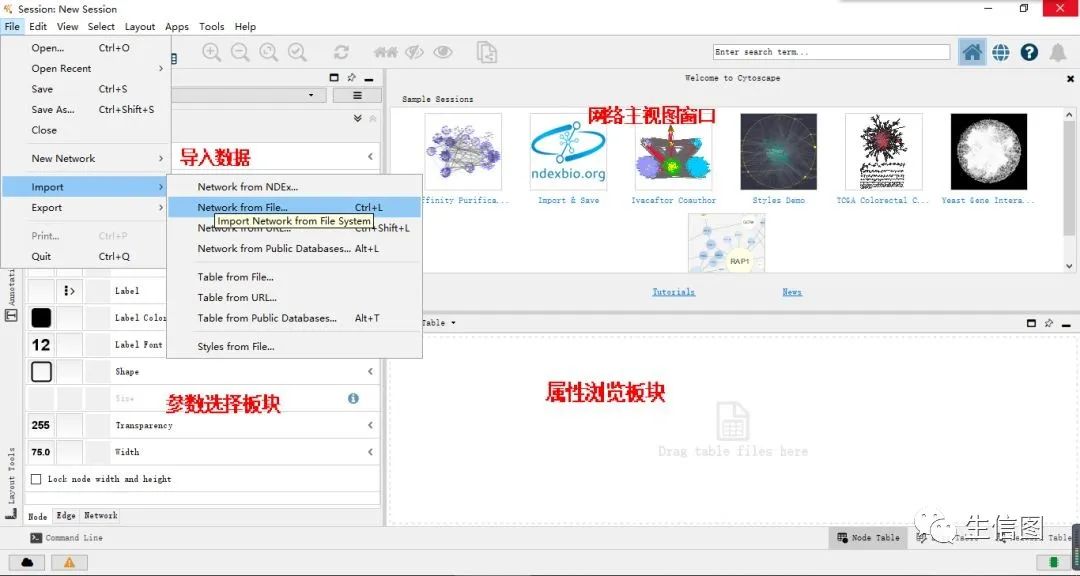 Session: New Session
File Edit View Select Layout Apps Tools Help
Open... Ctrl+O
Open Recent
Save Ctrl+S
Save As... Ctrl+Shift+S
Close
New Network
Import
Export
Print... Ctrl+P
Quit Ctrl+Q
导入数据
Network from NDEx...
Network from File... Ctrl+L
Import Network from File System
Network from URL... Ctrl+Shift+L
Network from Public Databases... Alt+L
Table from File...
Table from URL...
Table from Public Databases... Alt+T
Styles from File...
Enter search term...
Welcome to Cytoscape
Sample Sessions
网络主视图窗口
ndexbio.org
ffinity Purifica... Import & Save Ivacaftor Coauthor Styles Demo TCGA Colorectal C... Yeast Gene Intera...
RAP1
Tutorials News
Annotati
Label
Label Color
12 Label Font
Shape
Size
参数选择板块
255 Transparency
75.0 Width
Lock node width and height
Layout Tools
Node Edge Network
Command Line
Table
属性浏览板块
Drag table files here
Node Table
Table
生信图